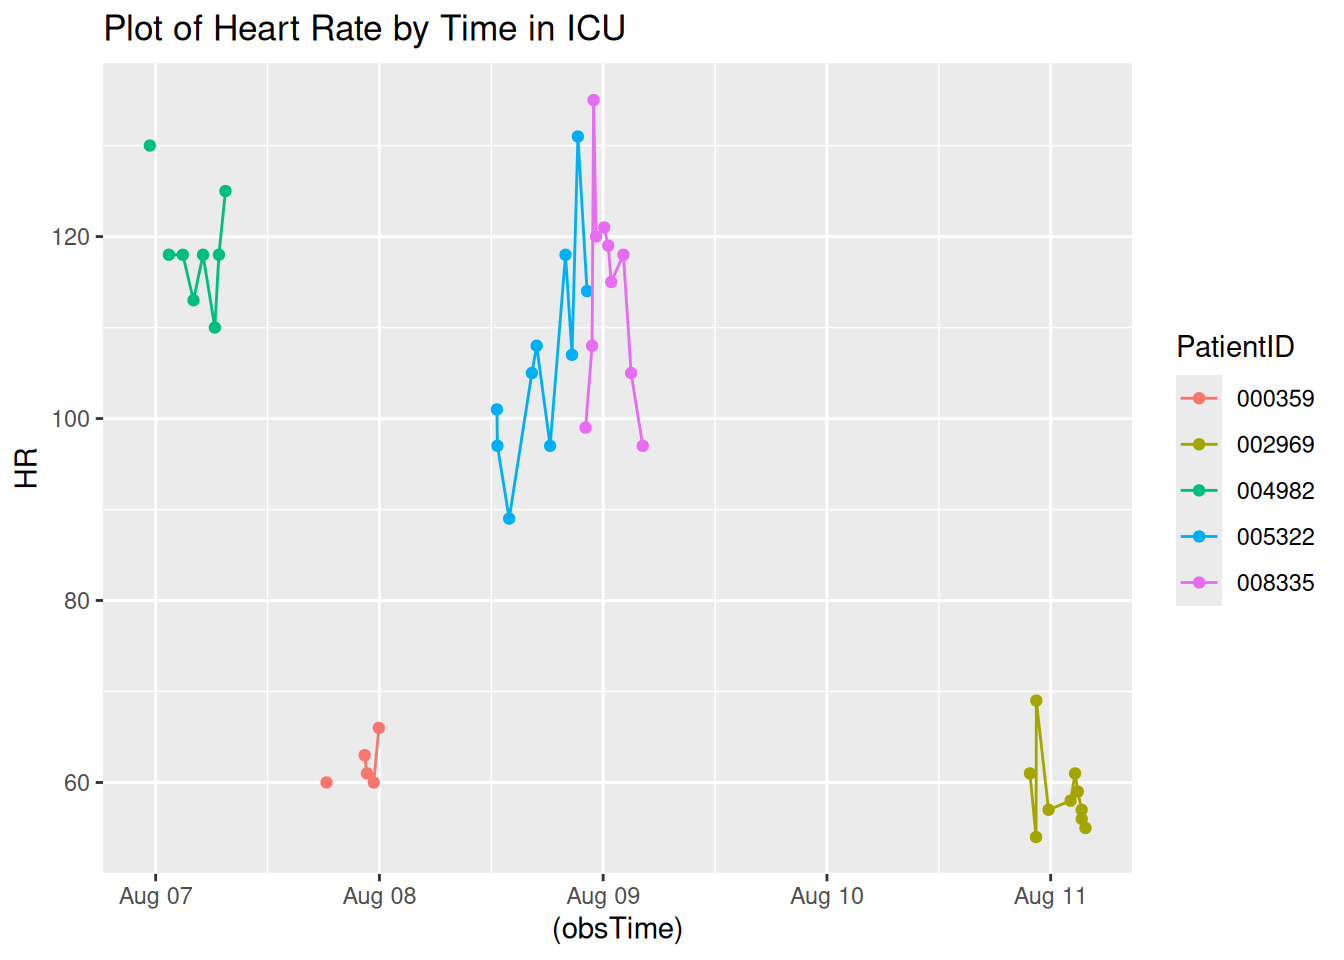 Plot of Heart Rate by Time in ICU
HR
120
100
80
60
Aug 07
Aug 08
Aug 09
Aug 10
Aug 11
(obsTime)
PatientID
000359
002969
004982
005322
008335